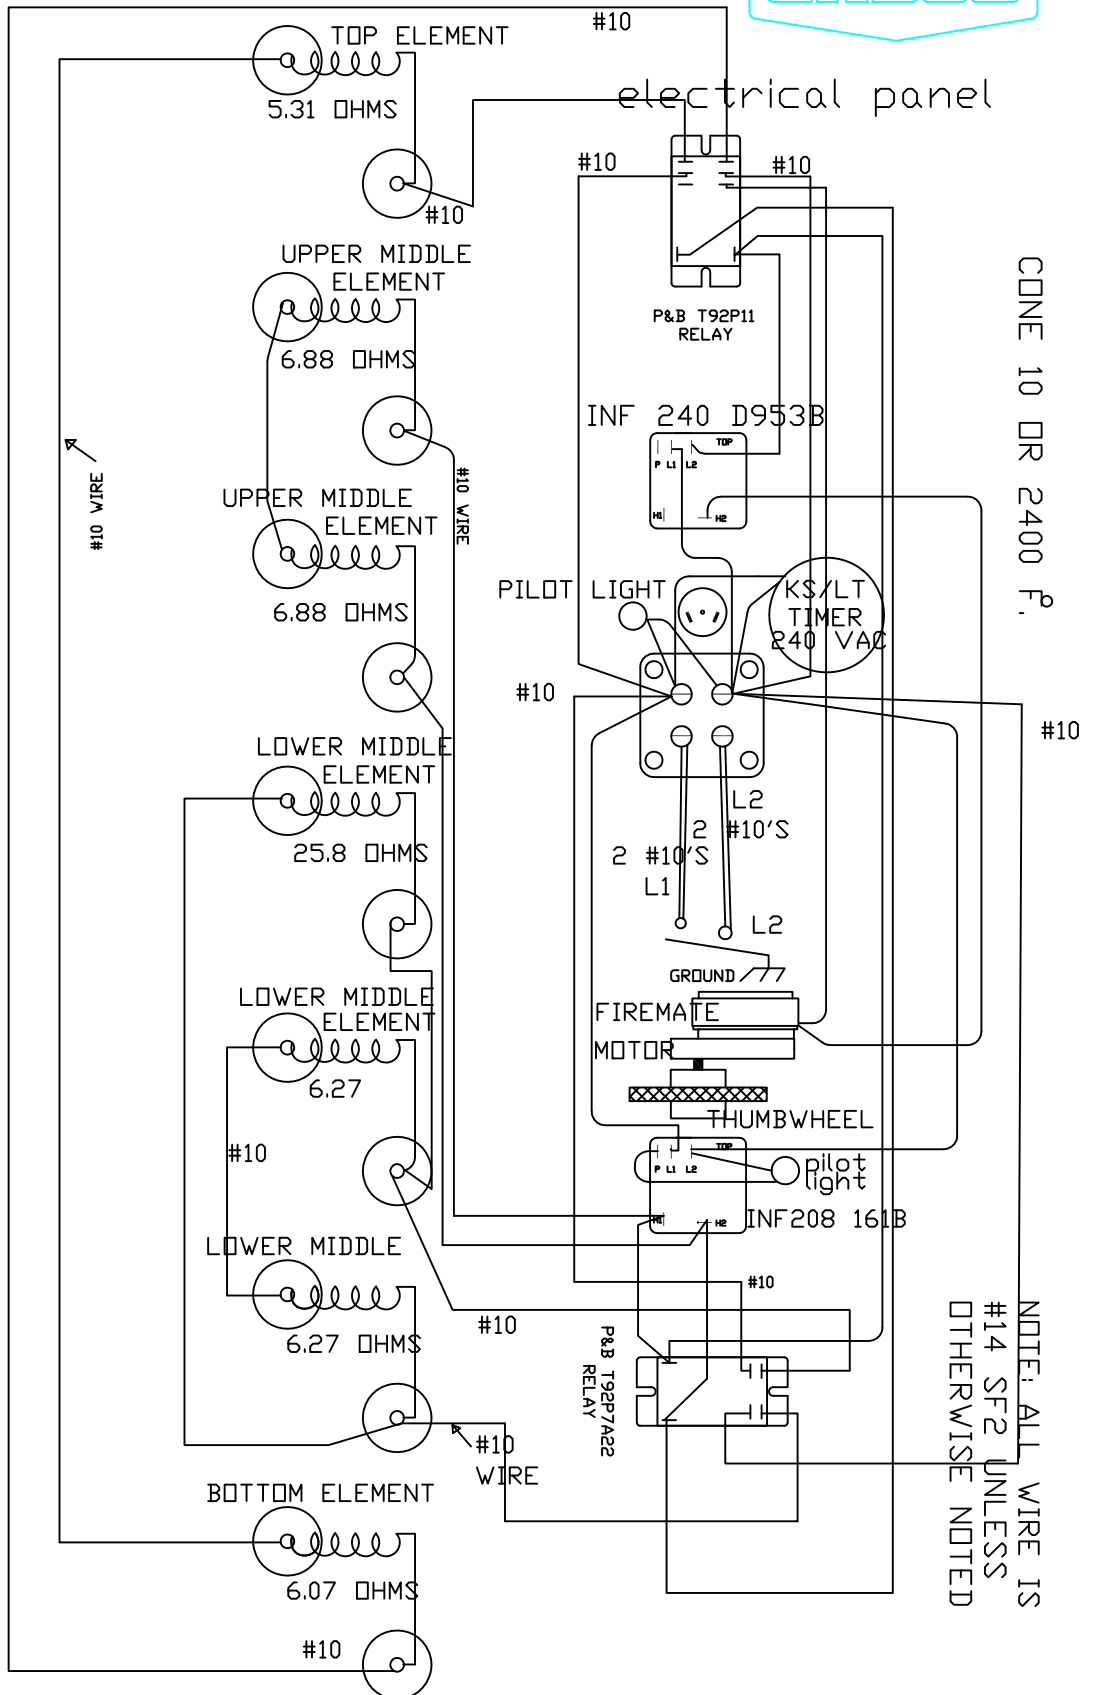 #10
TOP ELEMENT
5.31 OHMS
electrical panel
#10
#10
#10
UPPER MIDDLE
ELEMENT
6.88 OHMS
P&B T92P11
RELAY
CONE 10 OR 2400 F°.
INF 240 D953B
TOP
P L1 L2
H1 H2
#10 WIRE
#10 WIRE
UPPER MIDDLE
ELEMENT
6.88 OHMS
PILOT LIGHT
KS/LT
TIMER
240 VAC
#10
#10
LOWER MIDDLE
ELEMENT
25.8 OHMS
L2
2 #10'S
2 #10'S
L1
L2
GROUND
LOWER MIDDLE
ELEMENT
6.27
FIREMATE
MOTOR
THUMBWHEEL
#10
TOP
P L1 L2
pilot
light
H1 H2
INF208 161B
LOWER MIDDLE
6.27 OHMS
#10
#10
P&B T92P7A22
RELAY
NOTE: ALL WIRE IS
#14 SF2 UNLESS
OTHERWISE NOTED
#10
WIRE
BOTTOM ELEMENT
6.07 OHMS
#10